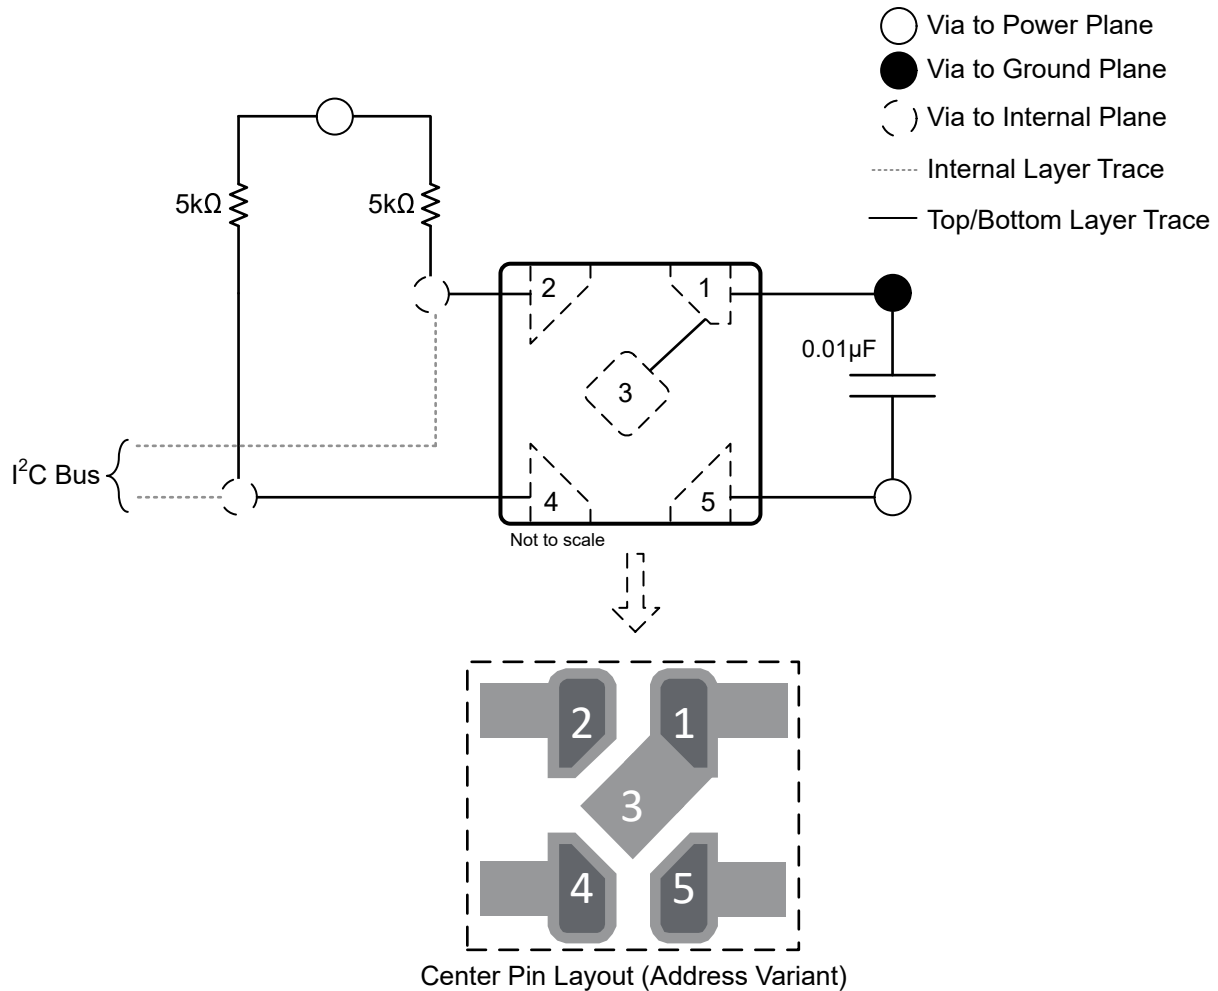 Via to Power Plane
Via to Ground Plane
Via to Internal Plane
Internal Layer Trace
Top/Bottom Layer Trace
5kΩ
5kΩ
2
1
0.01µF
3
I²C Bus
4
5
Not to scale
2
1
3
4
5
Center Pin Layout (Address Variant)